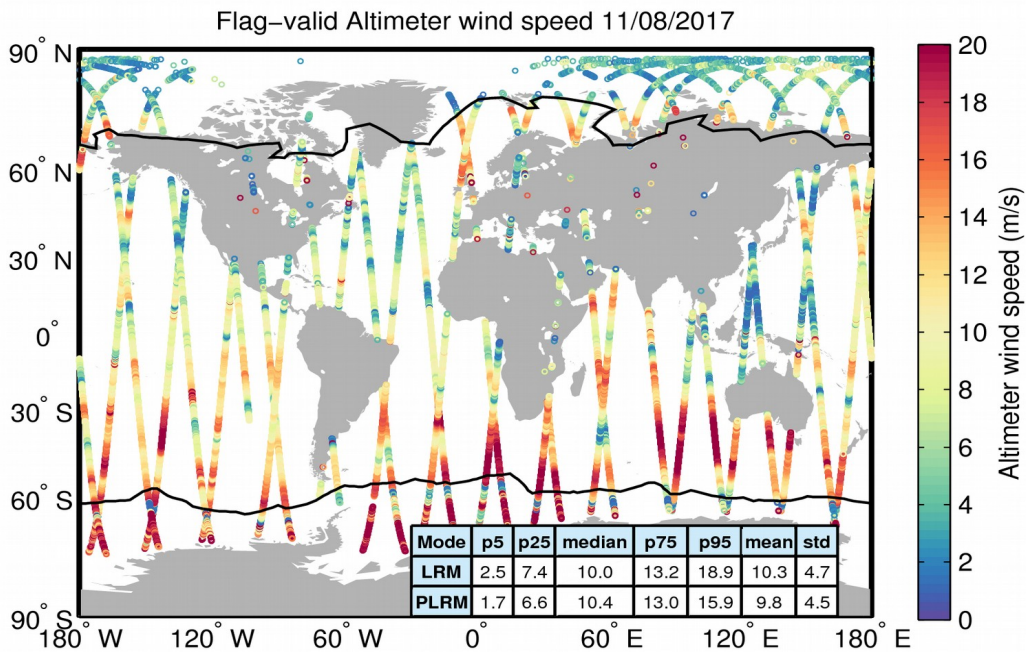 Flag−valid Altimeter wind speed 11/08/2017
90° N
60° N
30° N
0°
30° S
60° S
90° S
180° W
120° W
60° W
0°
60° E
120° E
180° E
Mode p5 p25 median p75 p95 mean std
LRM 2.5 7.4 10.0 13.2 18.9 10.3 4.7
PLRM 1.7 6.6 10.4 13.0 15.9 9.8 4.5
20
18
16
14
12
10
8
6
4
2
0
Altimeter wind speed (m/s)